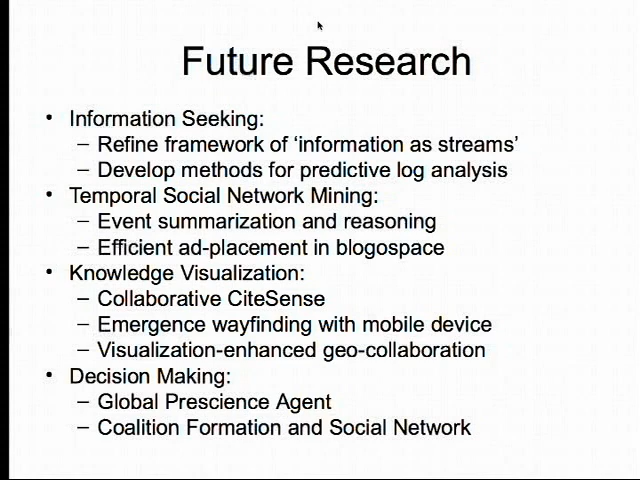 Future Research
• Information Seeking:
– Refine framework of ‘information as streams’
– Develop methods for predictive log analysis
• Temporal Social Network Mining:
– Event summarization and reasoning
– Efficient ad-placement in blogospace
• Knowledge Visualization:
– Collaborative CiteSense
– Emergence wayfinding with mobile device
– Visualization-enhanced geo-collaboration
• Decision Making:
– Global Prescience Agent
– Coalition Formation and Social Network